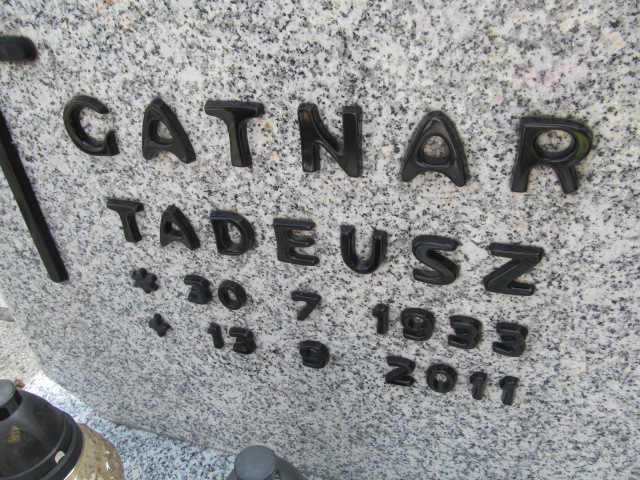 GATNAR
TADEUSZ
* 30 7 1933
* 13 9 2011